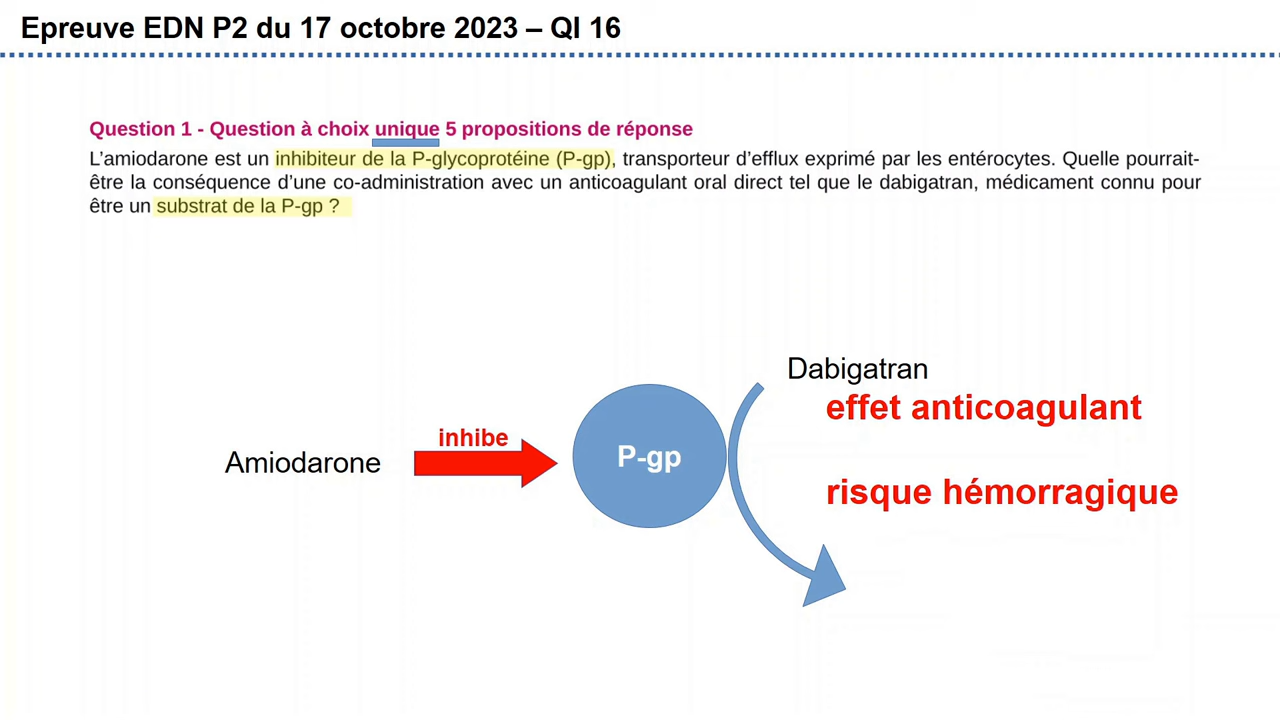 Epreuve EDN P2 du 17 octobre 2023 – QI 16
Question 1 - Question à choix unique 5 propositions de réponse
L’amiodarone est un inhibiteur de la P-glycoprotéine (P-gp), transporteur d’efflux exprimé par les entérocytes. Quelle pourrait-
être la conséquence d’une co-administration avec un anticoagulant oral direct tel que le dabigatran, médicament connu pour
être un substrat de la P-gp ?
Dabigatran
effet anticoagulant
inhibe
Amiodarone
P-gp
risque hémorragique